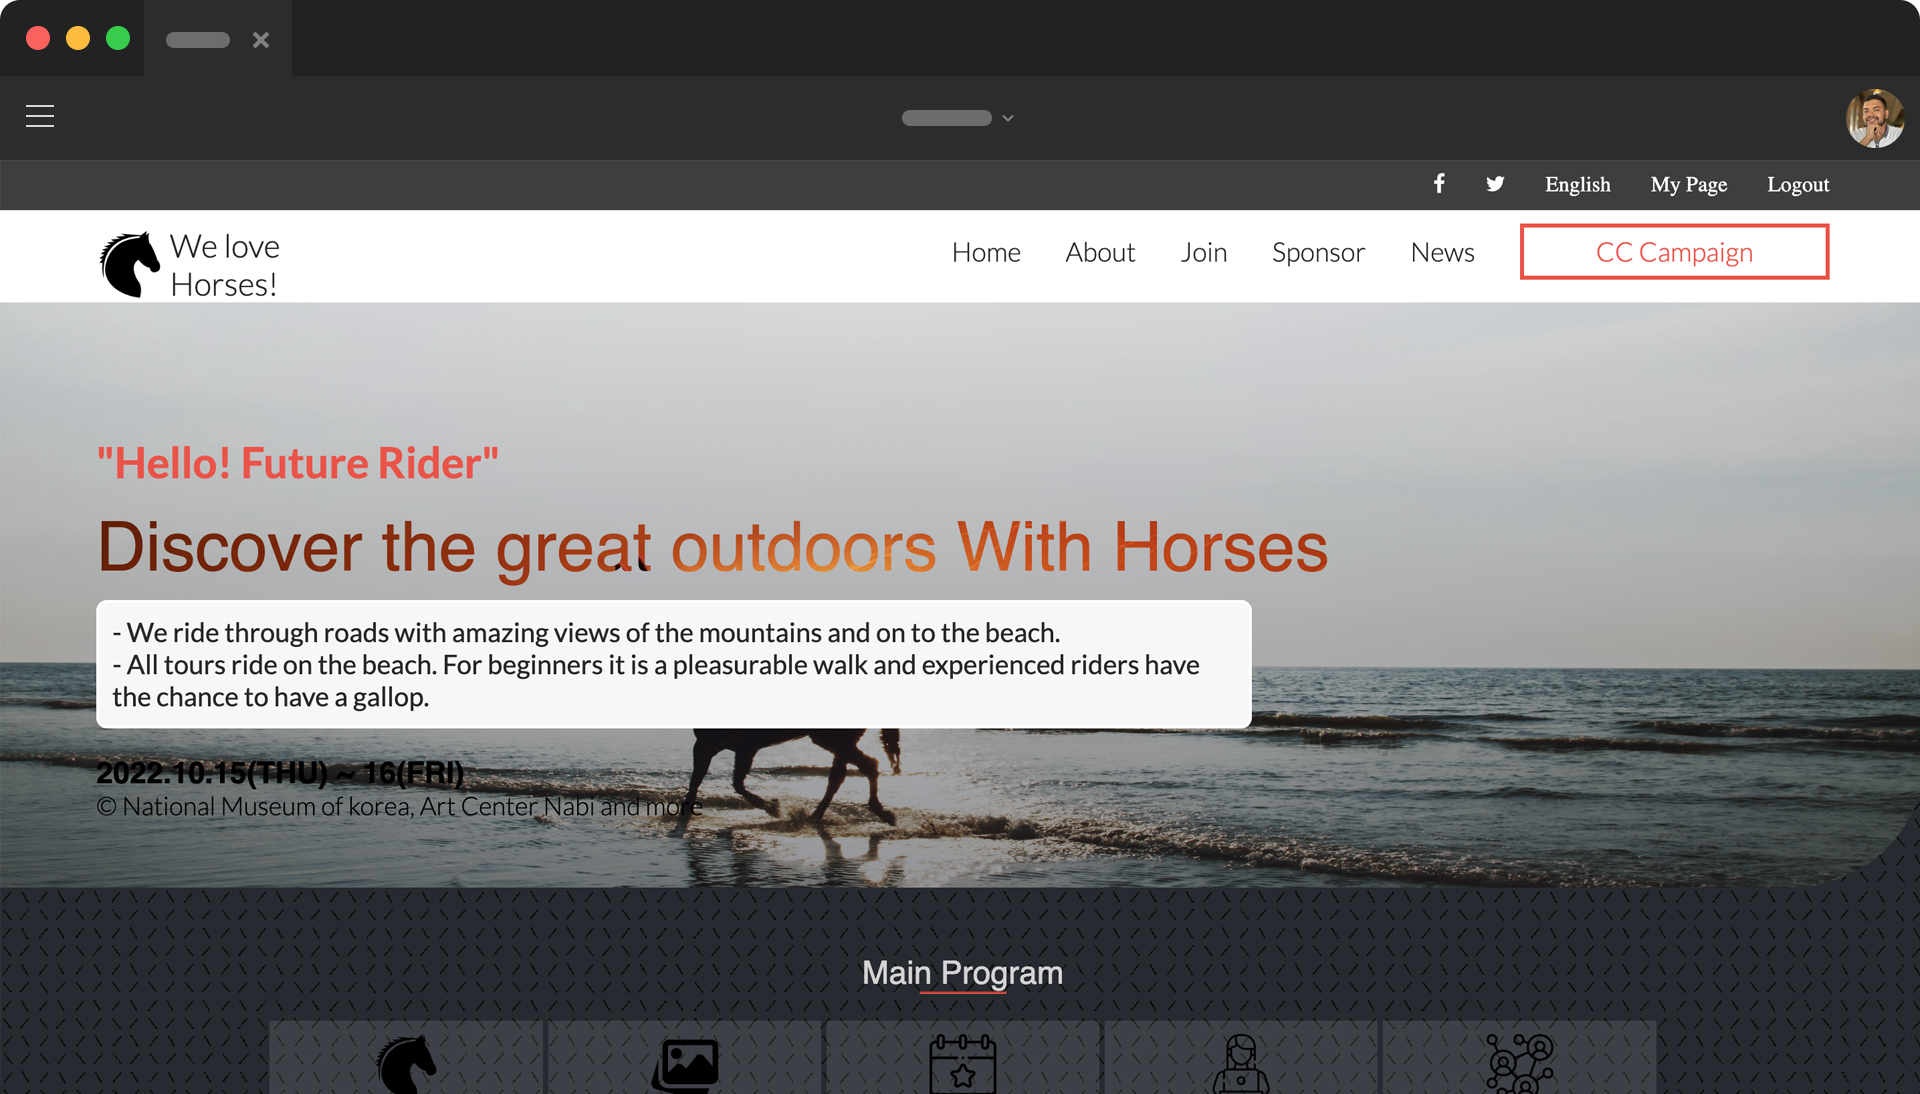 English My Page Logout
We love
Horses!
Home About Join Sponsor News CC Campaign
"Hello! Future Rider"
Discover the great outdoors With Horses
- We ride through roads with amazing views of the mountains and on to the beach.
- All tours ride on the beach. For beginners it is a pleasurable walk and experienced riders have
the chance to have a gallop.
2022.10.15(THU) ~ 16(FRI)
© National Museum of korea, Art Center Nabi and more
Main Program